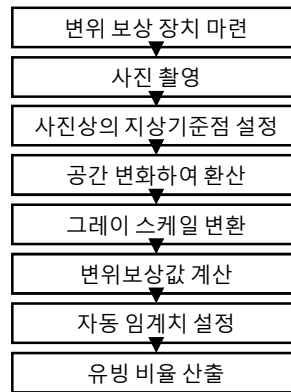 변위 보상 장치 마련
사진 촬영
사진상의 지상기준점 설정
공간 변화하여 환산
그레이 스케일 변환
변위보상값 계산
자동 임계치 설정
유빙 비율 산출